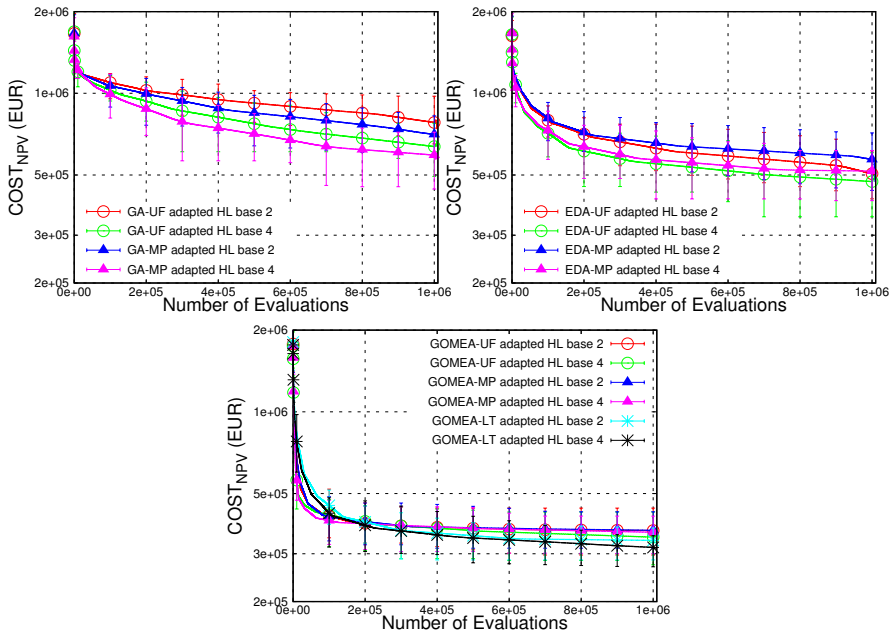 2e+06
1e+06
5e+05
3e+05
2e+05
COST_NPV (EUR)
GA-UF adapted HL base 2
GA-UF adapted HL base 4
GA-MP adapted HL base 2
GA-MP adapted HL base 4
0e+00 2e+05 4e+05 6e+05 8e+05 1e+06
Number of Evaluations
2e+06
1e+06
5e+05
3e+05
2e+05
COST_NPV (EUR)
EDA-UF adapted HL base 2
EDA-UF adapted HL base 4
EDA-MP adapted HL base 2
EDA-MP adapted HL base 4
0e+00 2e+05 4e+05 6e+05 8e+05 1e+06
Number of Evaluations
2e+06
1e+06
5e+05
3e+05
2e+05
COST_NPV (EUR)
GOMEA-UF adapted HL base 2
GOMEA-UF adapted HL base 4
GOMEA-MP adapted HL base 2
GOMEA-MP adapted HL base 4
GOMEA-LT adapted HL base 2
GOMEA-LT adapted HL base 4
0e+00 2e+05 4e+05 6e+05 8e+05 1e+06
Number of Evaluations